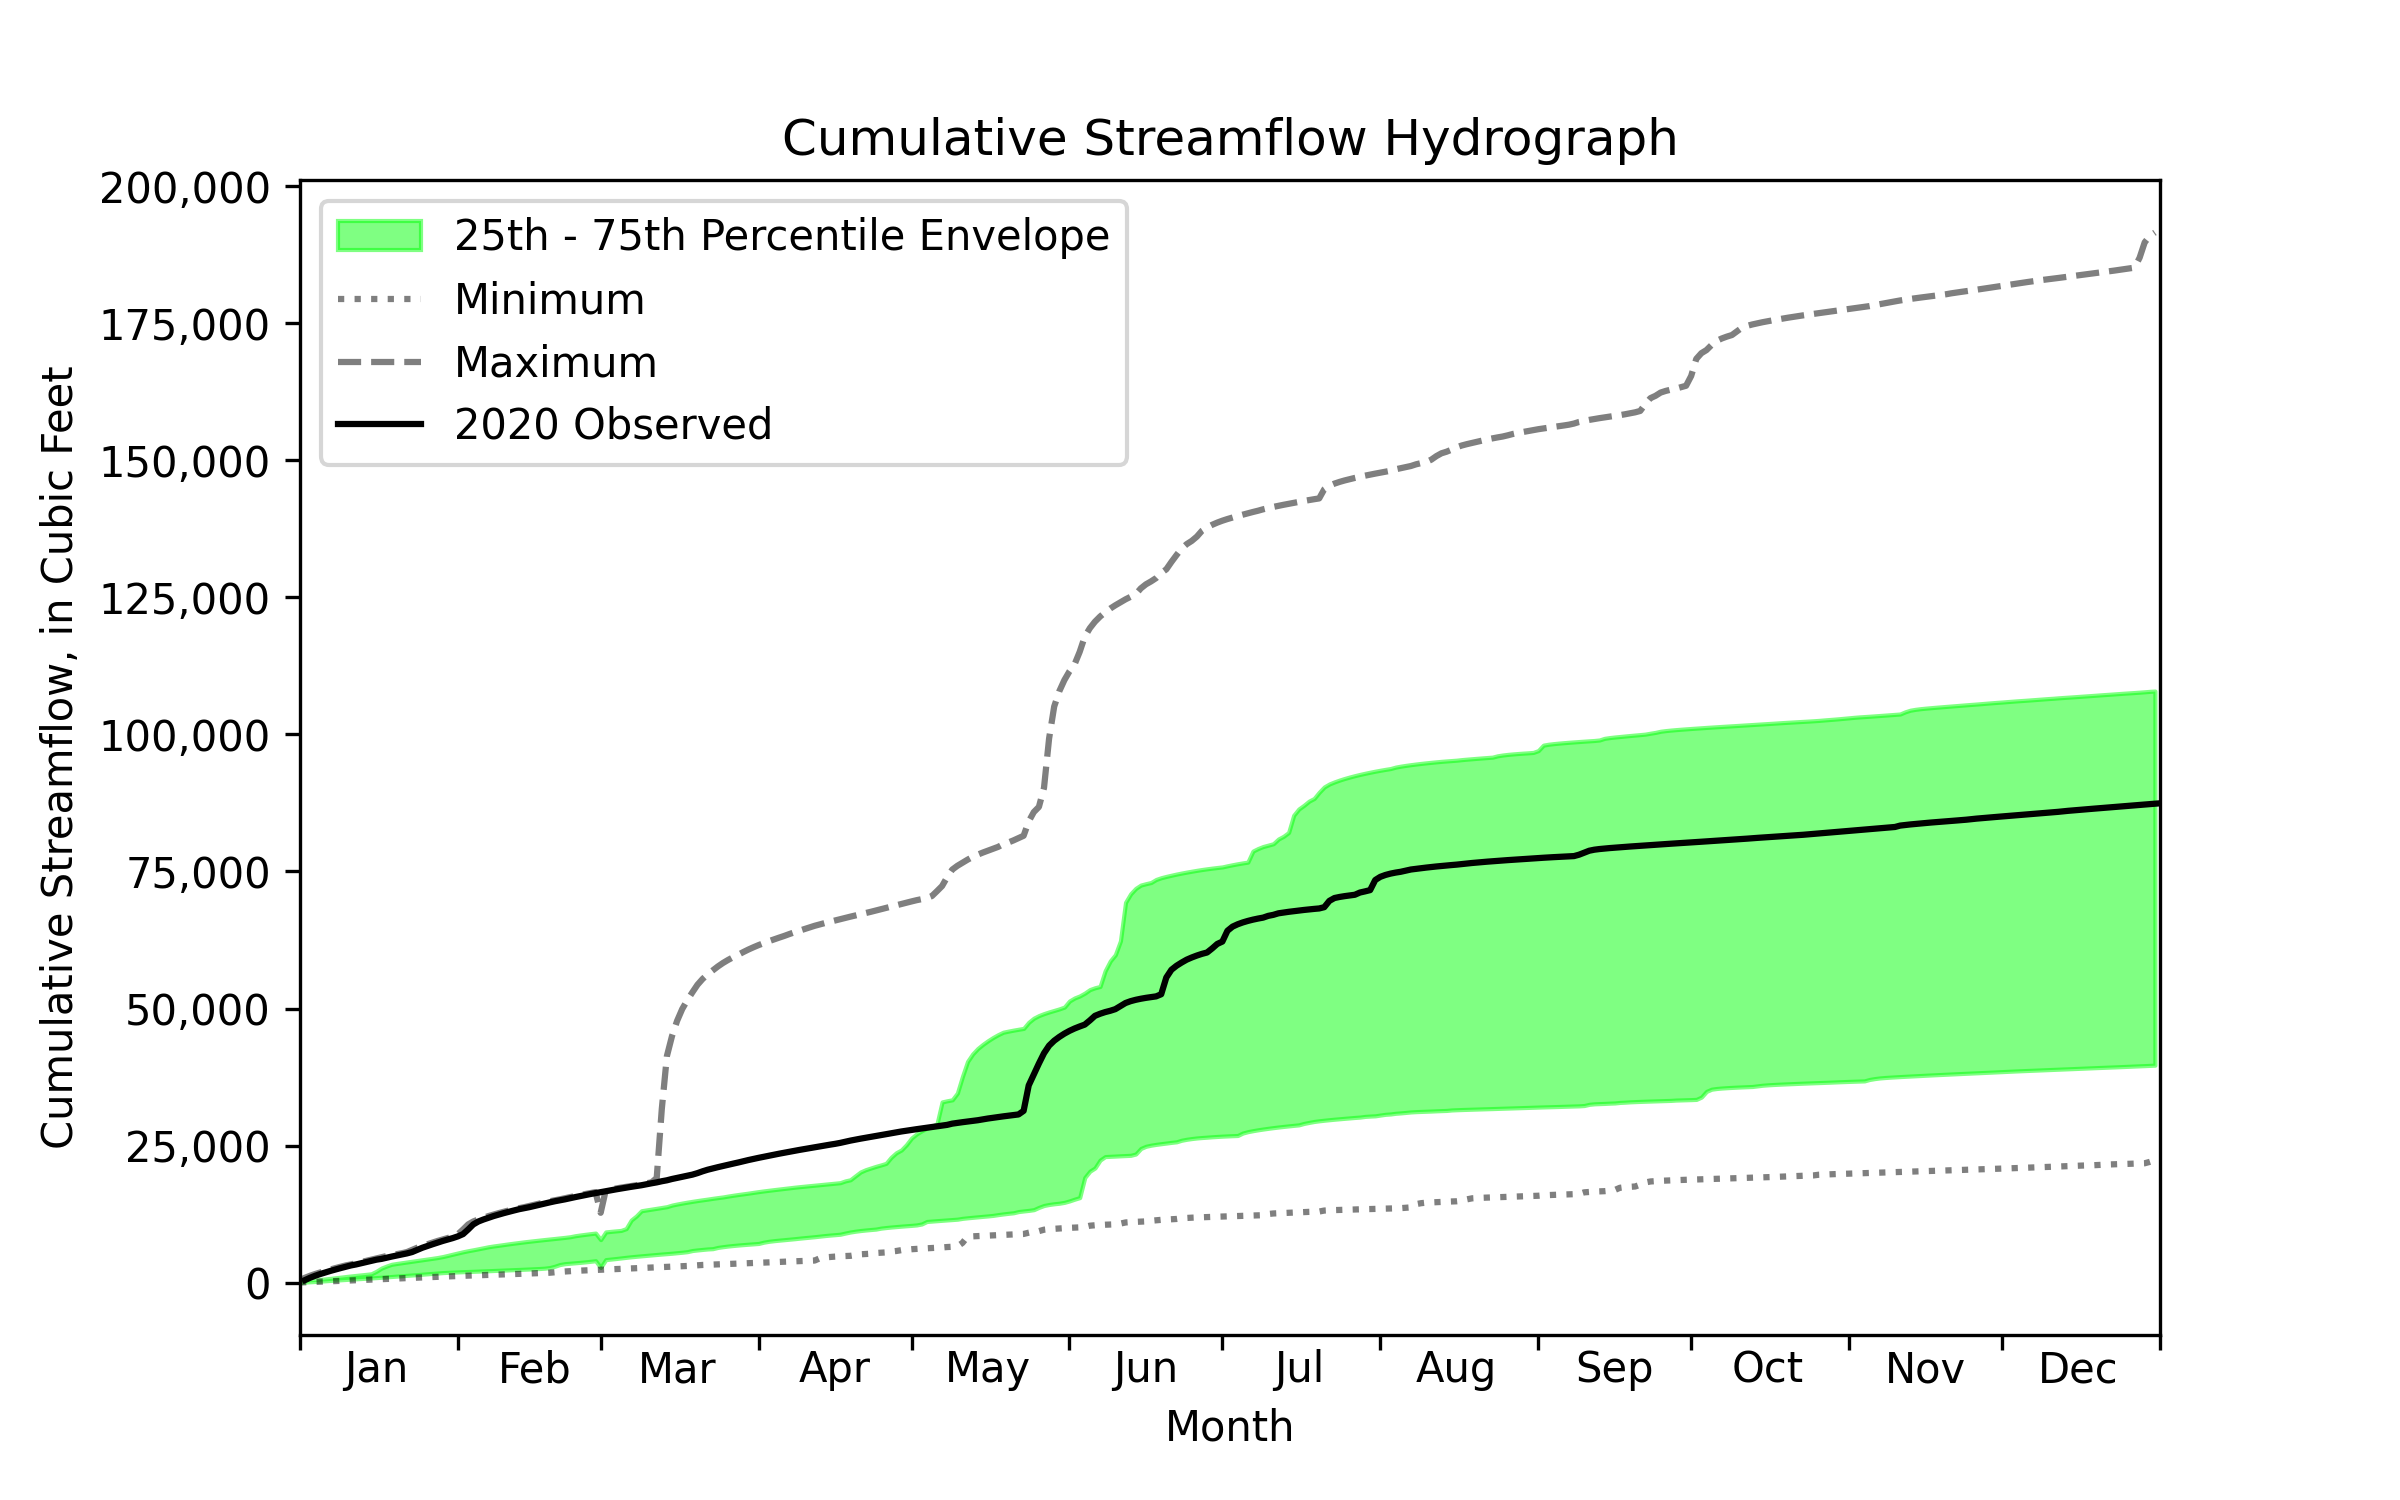 Cumulative Streamflow Hydrograph
200,000
175,000
150,000
125,000
100,000
75,000
50,000
25,000
0
Cumulative Streamflow, in Cubic Feet
25th - 75th Percentile Envelope
Minimum
Maximum
2020 Observed
Jan Feb Mar Apr May Jun Jul Aug Sep Oct Nov Dec
Month